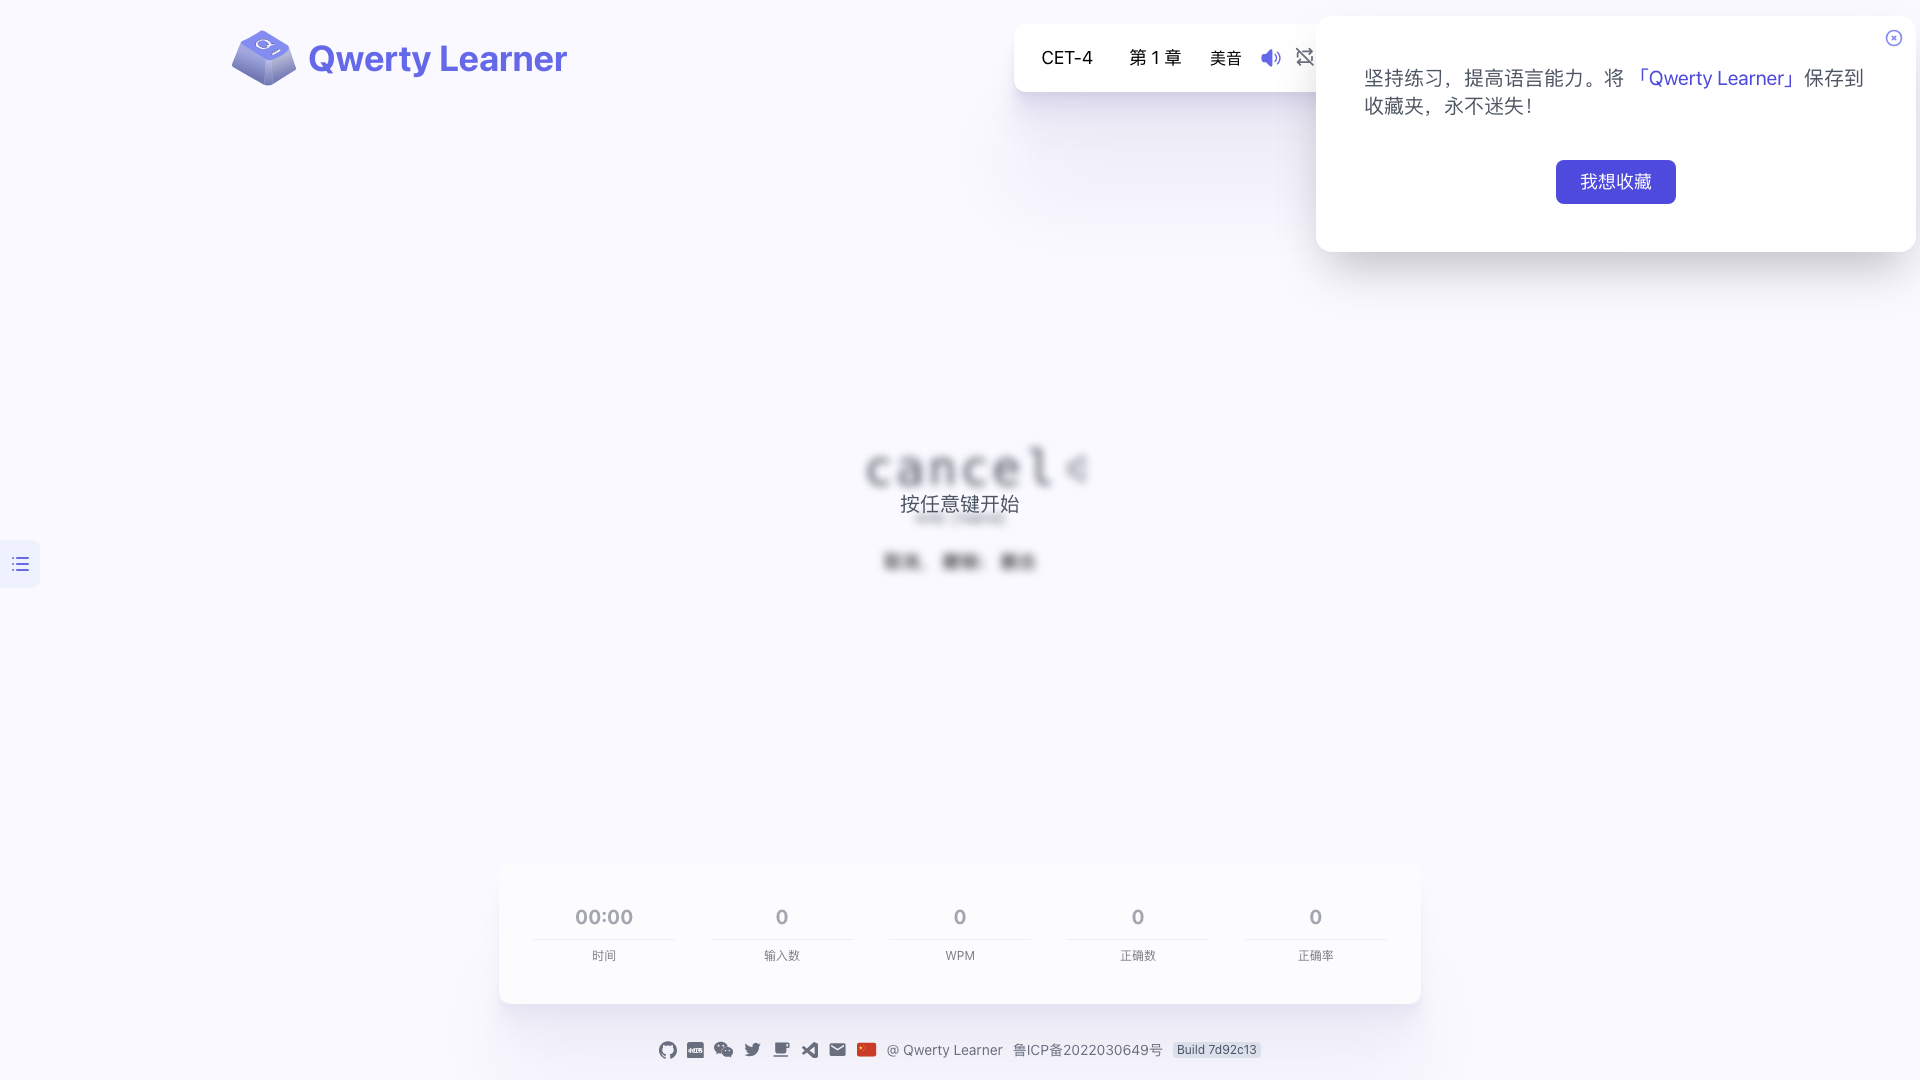 Qwerty Learner
CET-4 第 1 章 美音
坚持练习，提高语言能力。将 「Qwerty Learner」保存到
收藏夹，永不迷失！
我想收藏
cancel
按任意键开始
00:00 0 0 0 0
时间 输入数 WPM 正确数 正确率
@ Qwerty Learner 鲁ICP备2022030649号 Build 7d92c13